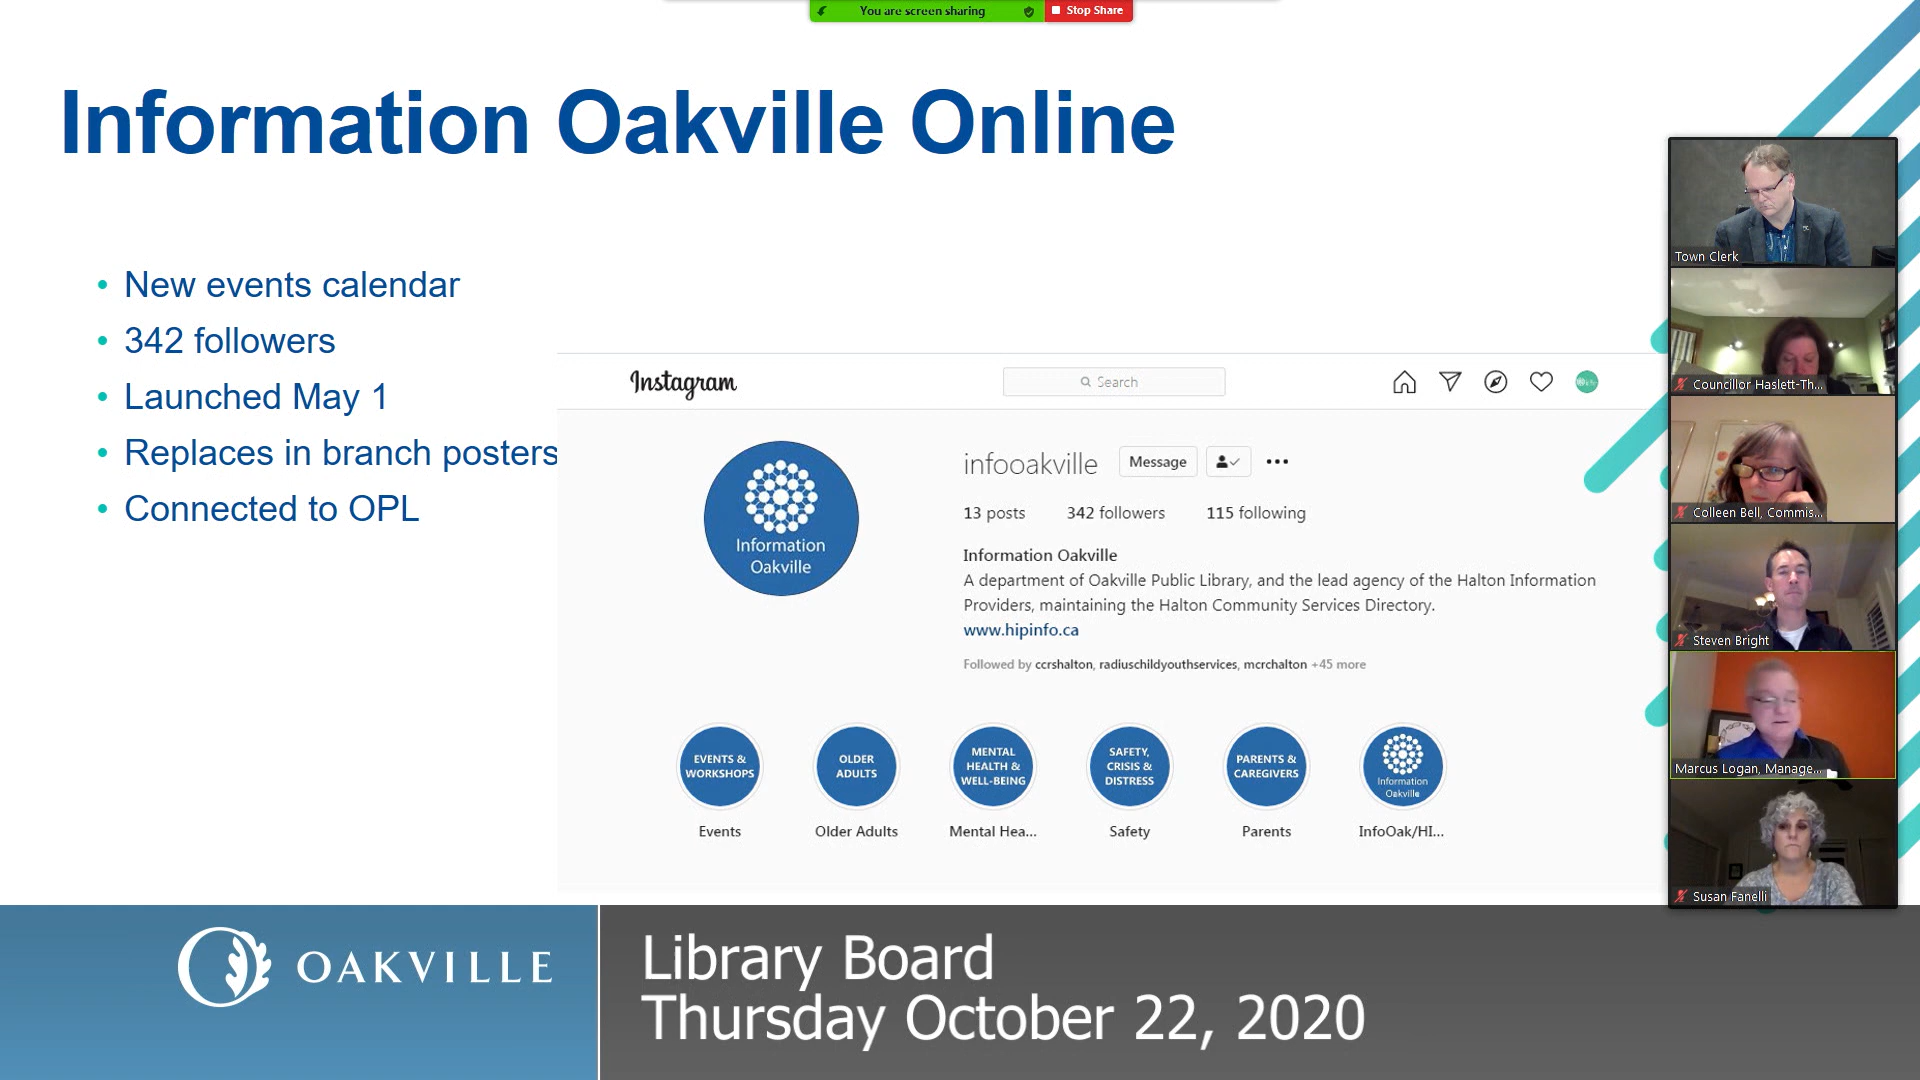 You are screen sharing
Stop Share
Information Oakville Online
• New events calendar
• 342 followers
• Launched May 1
• Replaces in branch posters
• Connected to OPL
Instagram
Search
Information
Oakville
infooakville
Message
13 posts 342 followers 115 following
Information Oakville
A department of Oakville Public Library, and the lead agency of the Halton Information
Providers, maintaining the Halton Community Services Directory.
www.hipinfo.ca
Followed by ccrshalton, radiuschildyouthservices, mcrchalton +45 more
EVENTS &
WORKSHOPS
Events
OLDER
ADULTS
Older Adults
MENTAL
HEALTH &
WELL-BEING
Mental Hea...
SAFETY,
CRISIS &
DISTRESS
Safety
PARENTS &
CAREGIVERS
Parents
Information
Oakville
InfoOak/HI...
Town Clerk
Councillor Haslett-Th...
Colleen Bell, Commis...
Steven Bright
Marcus Logan, Manage...
Susan Fanelli
OAKVILLE
Library Board
Thursday October 22, 2020